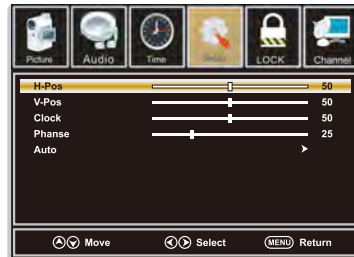 Picture Audio Time Setup LOCK Channel
H-Pos 50
V-Pos 50
Clock 50
Phanse 25
Auto
Move Select MENU Return